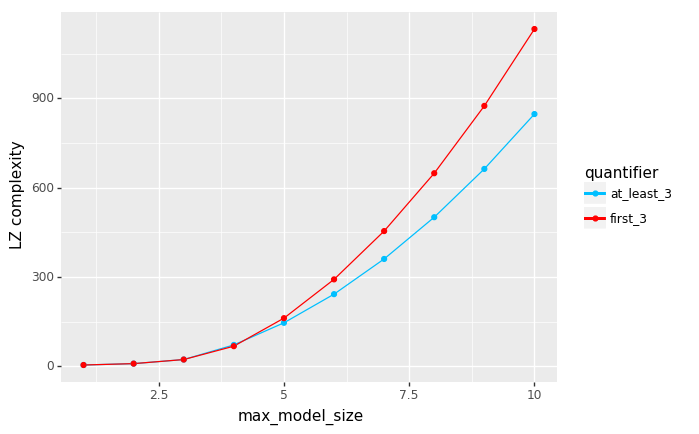 LZ complexity
900
600
300
0
2.5
5
7.5
10
max_model_size
quantifier
at_least_3
first_3